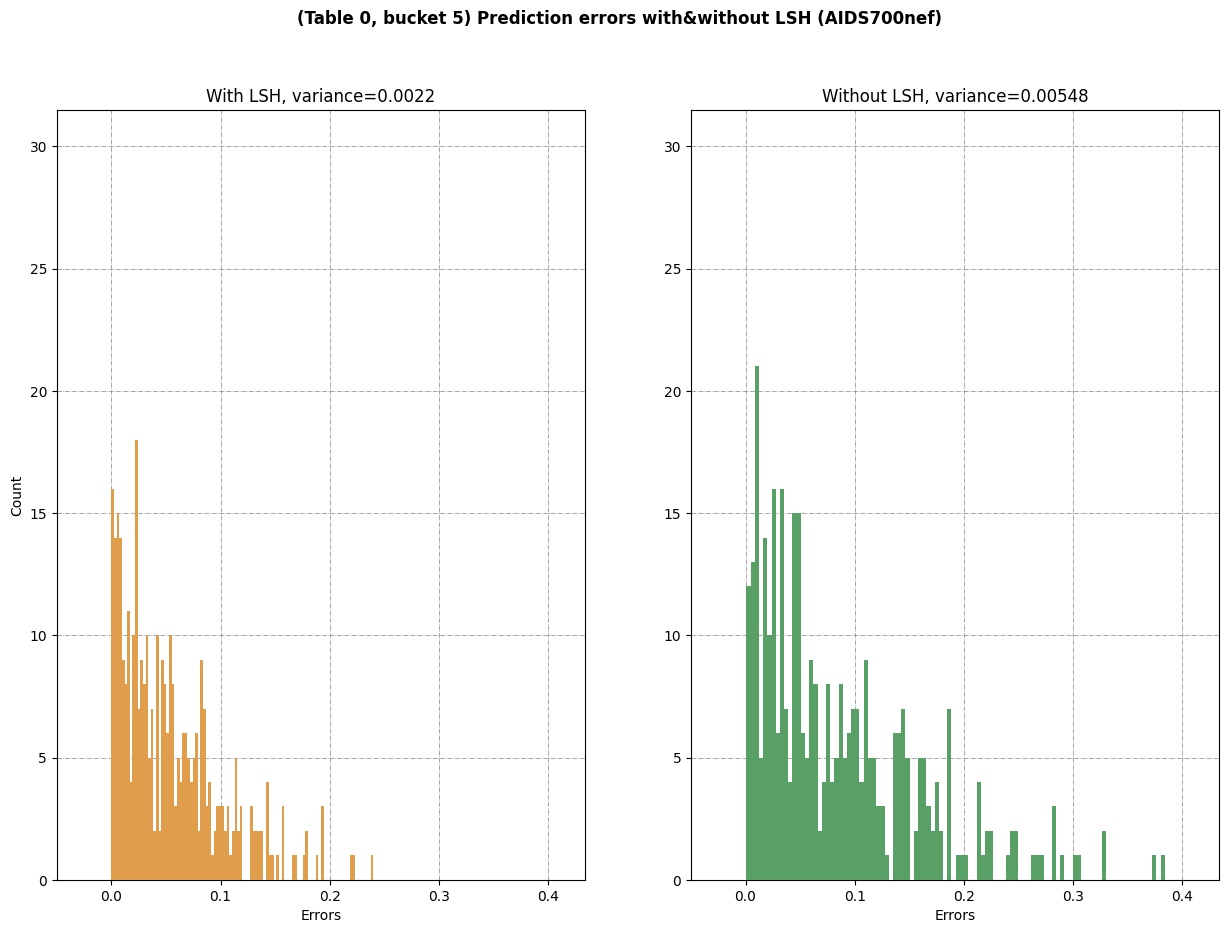 (Table 0, bucket 5) Prediction errors with&without LSH (AIDS700nef)
With LSH, variance=0.0022
30
25
20
15
10
5
0
Count
0.0 0.1 0.2 0.3 0.4
Errors
Without LSH, variance=0.00548
30
25
20
15
10
5
0
0.0 0.1 0.2 0.3 0.4
Errors